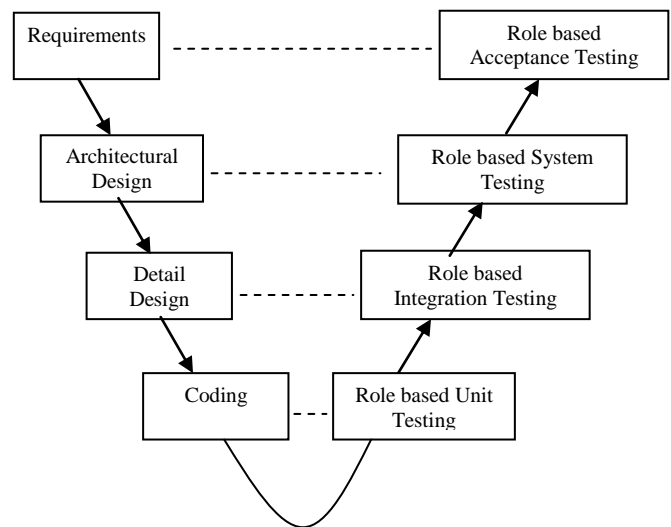 Requirements
Role based
Acceptance Testing
Architectural
Design
Role based System
Testing
Detail
Design
Role based
Integration Testing
Coding
Role based Unit
Testing